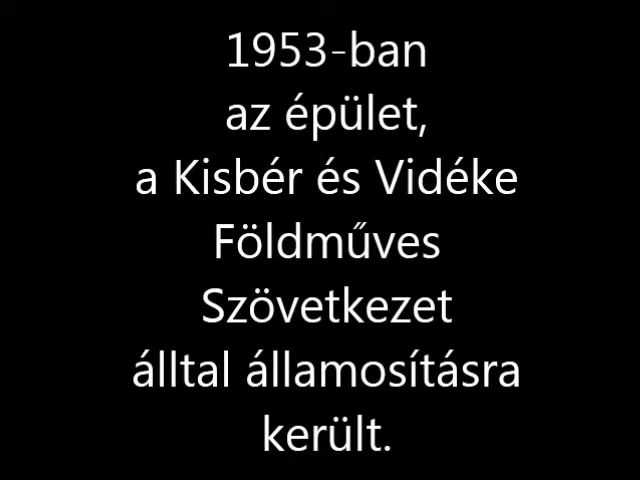 1953-ban
az épület,
a Kisbér és Vidéke
Földműves
Szövetkezet
álltal államosításra
került.